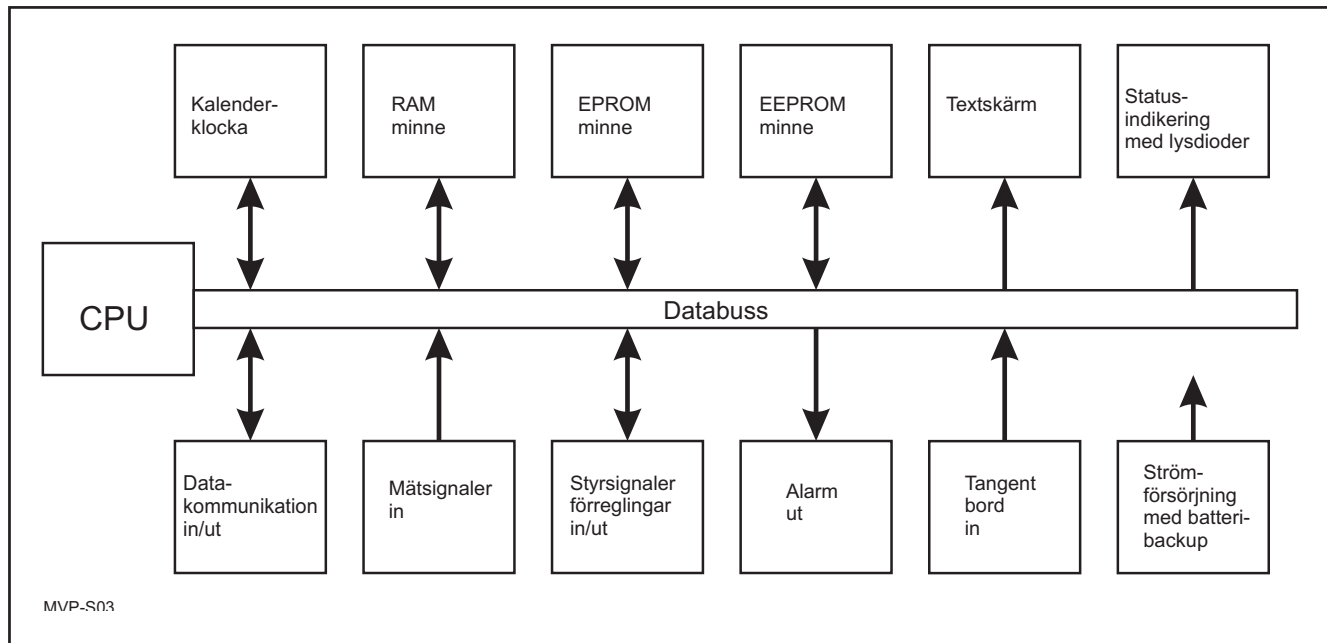 Kalender-
klocka
RAM
minne
EPROM
minne
EEPROM
minne
Textskärm
Status-
indikering
med lysdioder
CPU
Databuss
Data-
kommunikation
in/ut
Mätsignaler
in
Styrsignaler
förreglingar
in/ut
Alarm
ut
Tangent
bord
in
Ström-
försörjning
med batteri-
backup
MVP-S03